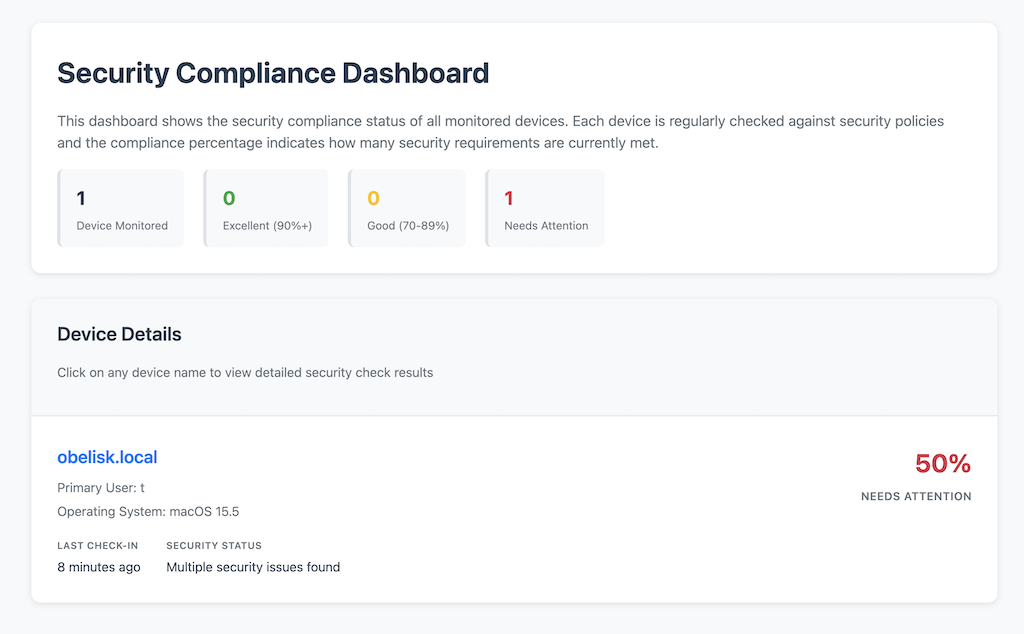 Security Compliance Dashboard
This dashboard shows the security compliance status of all monitored devices. Each device is regularly checked against security policies
and the compliance percentage indicates how many security requirements are currently met.
1
Device Monitored
0
Excellent (90%+)
0
Good (70-89%)
1
Needs Attention
Device Details
Click on any device name to view detailed security check results
obelisk.local
50%
Primary User: t
NEEDS ATTENTION
Operating System: macOS 15.5
LAST CHECK-IN
8 minutes ago
SECURITY STATUS
Multiple security issues found